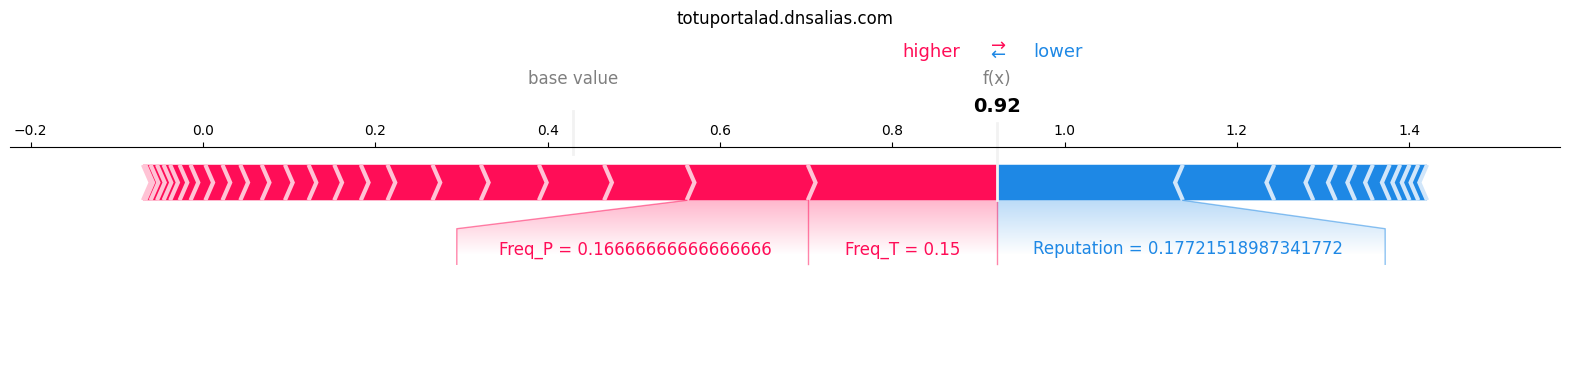 totuportalad.dnsalias.com
higher ⇄ lower
base value f(x)
0.92
−0.2 0.0 0.2 0.4 0.6 0.8 1.0 1.2 1.4
Freq_P = 0.16666666666666666 Freq_T = 0.15 Reputation = 0.17721518987341772